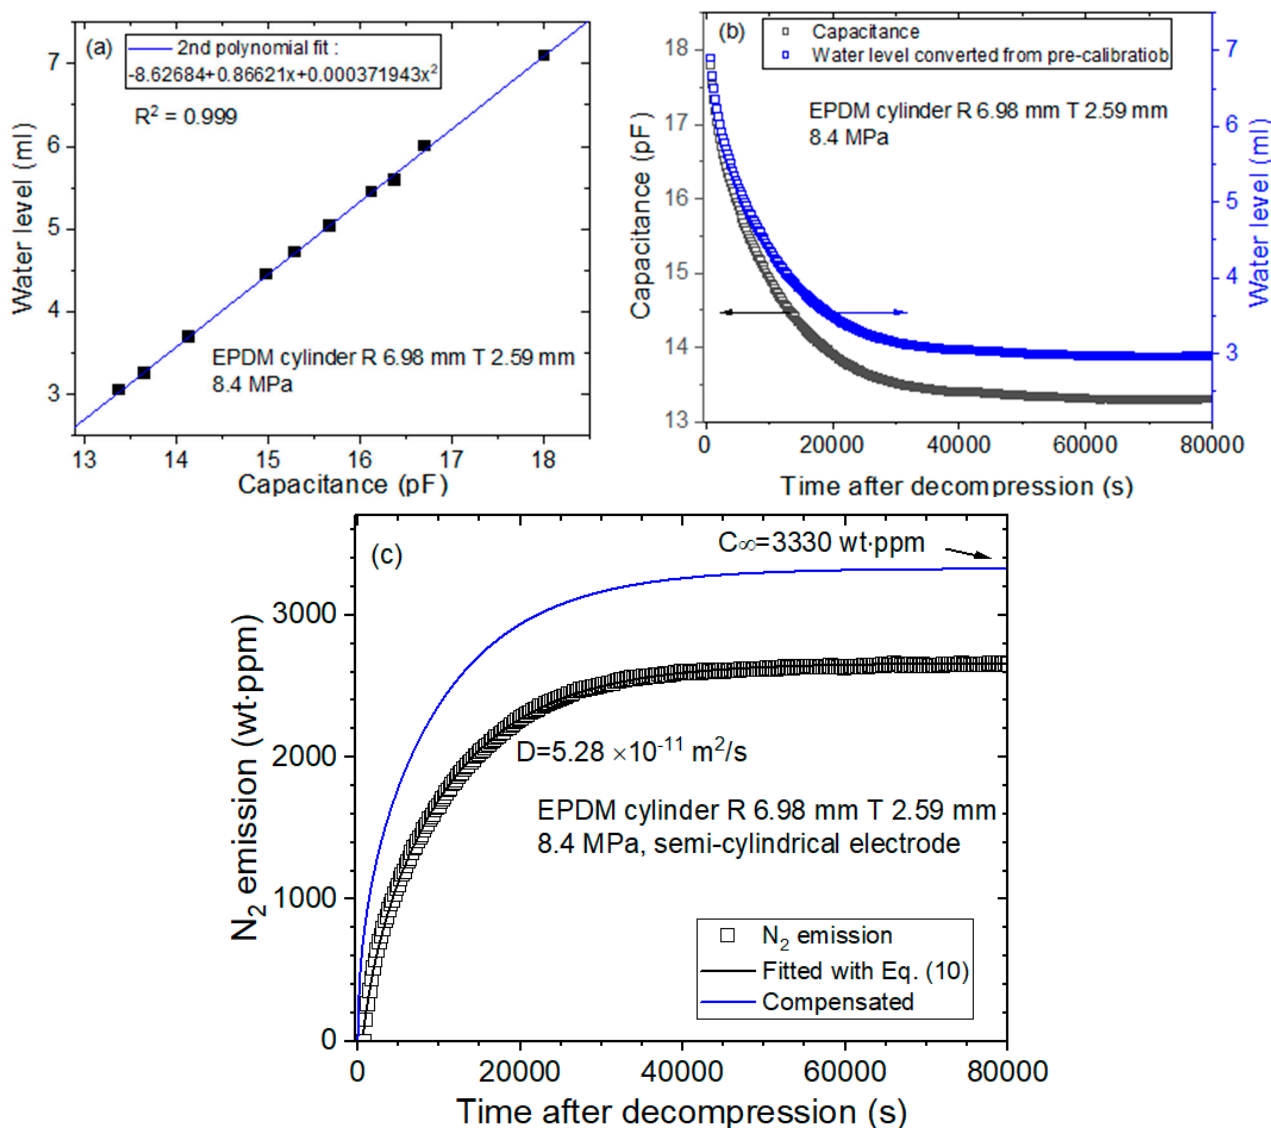 (a)
2nd polynomial fit :
-8.62684+0.86621x+0.000371943x²
R² = 0.999
EPDM cylinder R 6.98 mm T 2.59 mm
8.4 MPa
Water level (ml)
7
6
5
4
3
13 14 15 16 17 18
Capacitance (pF)
(b)
Capacitance
Water level converted from pre-calibratiob
EPDM cylinder R 6.98 mm T 2.59 mm
8.4 MPa
Capacitance (pF)
18
17
16
15
14
13
Water level (ml)
7
6
5
4
3
0 20000 40000 60000 80000
Time after decompression (s)
(c)
C∞=3330 wt·ppm
N₂ emission (wt·ppm)
3000
2000
1000
0
D=5.28 ×10⁻¹¹ m²/s
EPDM cylinder R 6.98 mm T 2.59 mm
8.4 MPa, semi-cylindrical electrode
N₂ emission
Fitted with Eq. (10)
Compensated
0 20000 40000 60000 80000
Time after decompression (s)